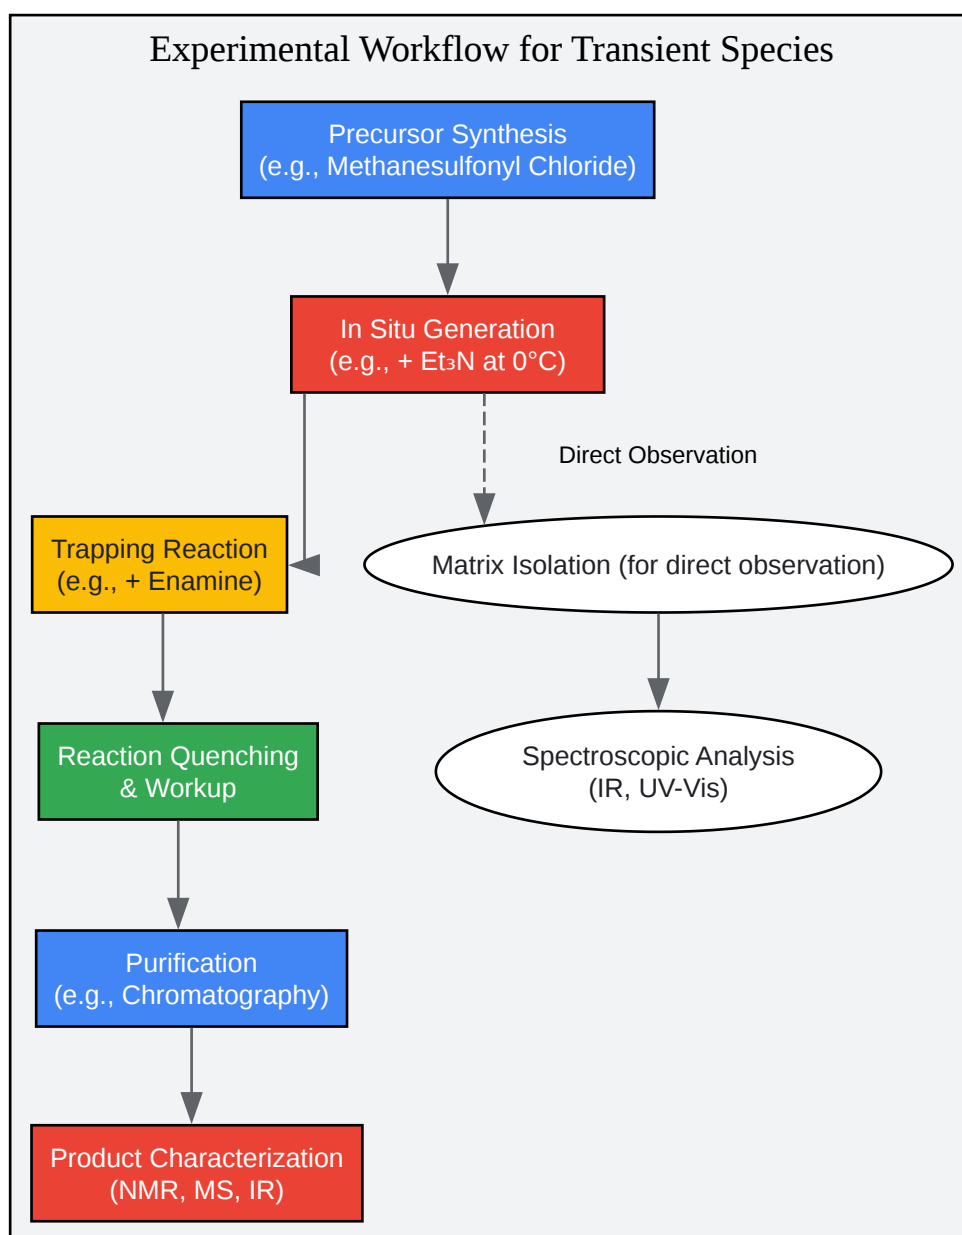 Experimental Workflow for Transient Species
Precursor Synthesis
(e.g., Methanesulfonyl Chloride)
In Situ Generation
(e.g., + Et₃N at 0°C)
Direct Observation
Trapping Reaction
(e.g., + Enamine)
Matrix Isolation (for direct observation)
Reaction Quenching
& Workup
Spectroscopic Analysis
(IR, UV-Vis)
Purification
(e.g., Chromatography)
Product Characterization
(NMR, MS, IR)